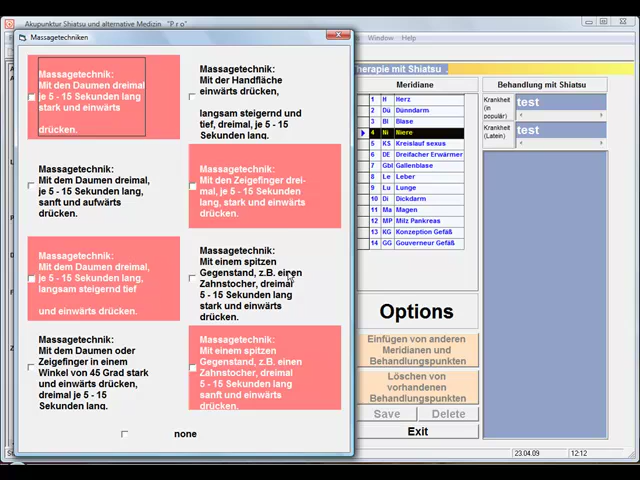 Akupunktur Shiatsu und alternative Medizin "P r o"
Massagetechniken
Massagetechnik:
Mit den Daumen dreimal
je 5 - 15 Sekunden lang
stark und einwärts
drücken.
Massagetechnik:
Mit der Handfläche
einwärts drücken,
langsam steigernd und
tief, dreimal, je 5 - 15
Sekunden lang.
Massagetechnik:
Mit dem Daumen dreimal,
je 5 - 15 Sekunden lang,
sanft und aufwärts
drücken.
Massagetechnik:
Mit den Zeigefinger drei-
mal, je 5 - 15 Sekunden
lang, stark und einwärts
drücken.
Massagetechnik:
Mit dem Daumen dreimal,
je 5 - 15 Sekunden lang,
langsam steigernd tief
und einwärts drücken.
Massagetechnik:
Mit einem spitzen
Gegenstand, z.B. einen
Zahnstocher, dreimal
5 - 15 Sekunden lang
stark und einwärts
drücken.
Massagetechnik:
Mit dem Daumen oder
Zeigefinger in einem
Winkel von 45 Grad stark
und einwärts drücken,
dreimal je 5 - 15
Sekunden lang.
Massagetechnik:
Mit einem spitzen
Gegenstand, z.B. einen
Zahnstocher, dreimal
5 - 15 Sekunden lang
sanft und einwärts
drücken.
none
Window Help
Therapie mit Shiatsu
Meridiane
1 H Herz
2 Dü Dünndarm
3 Bl Blase
4 Ni Niere
5 KS Kreislauf sexus
6 DE Dreifacher Erwärmer
7 Gbl Gallenblase
8 Le Leber
9 Lu Lunge
10 Di Dickdarm
11 Ma Magen
12 MP Milz Pankreas
13 KG Konzeption Gefäß
14 GG Gouverneur Gefäß
Behandlung mit Shiatsu
Krankheit
(in
populär)
test
Krankheit
(Latein)
test
Options
Einfügen von anderen
Meridianen und
Behandlungspunkten
Löschen von
vorhandenen
Behandlungspunkten
Save Delete
Exit
23.04.09 12:12